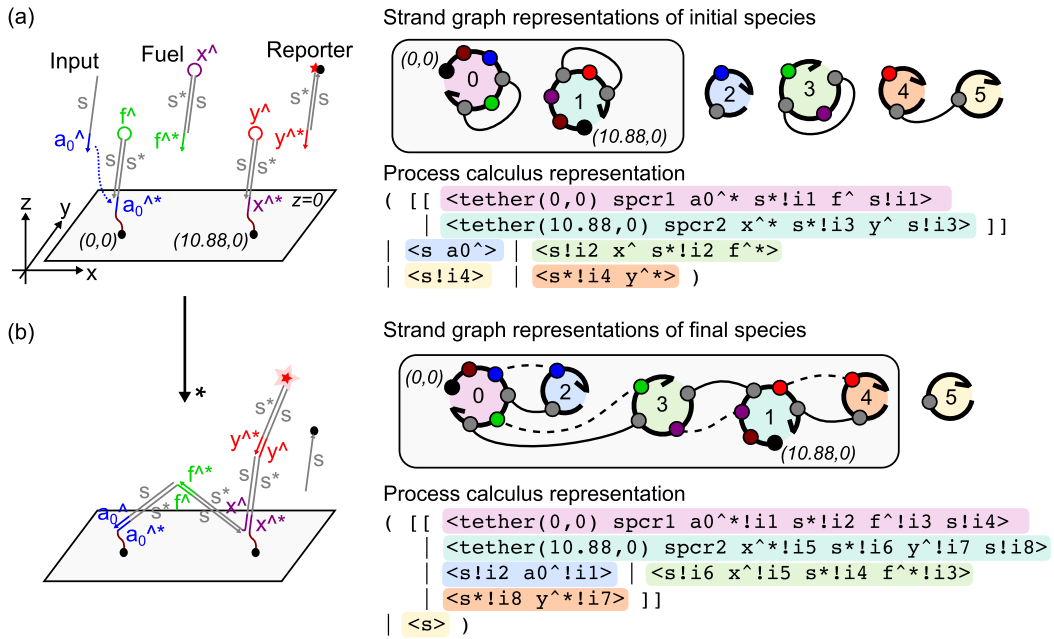 (a)
Input
Fuel
x^
Reporter
s
s*
s
s*
s
f^
a₀^
f^*
y^
y^*
s
s*
s
s*
a₀^*
x^*
z=0
(0,0)
(10.88,0)
z
y
x
Strand graph representations of initial species
(0,0)
0
1
(10.88,0)
2
3
4
5
Process calculus representation
( [[ <tether(0,0) spcr1 a0^* s*!i1 f^ s!i1>
| <tether(10.88,0) spcr2 x^* s*!i3 y^ s!i3> ]]
| <s a0^> | <s!i2 x^ s*!i2 f^*>
| <s!i4> | <s*!i4 y^*> )
*
(b)
s*
s
y^*
y^
s
s*
s
f^*
s
s*
f^
s*
s
x^
x^*
a₀^
a₀^*
Strand graph representations of final species
(0,0)
0
2
3
1
4
5
(10.88,0)
Process calculus representation
( [[ <tether(0,0) spcr1 a0^*!i1 s*!i2 f^!i3 s!i4>
| <tether(10.88,0) spcr2 x^*!i5 s*!i6 y^!i7 s!i8>
| <s!i2 a0^!i1> | <s!i6 x^!i5 s*!i4 f^*!i3>
| <s*!i8 y^*!i7> ]]
| <s> )